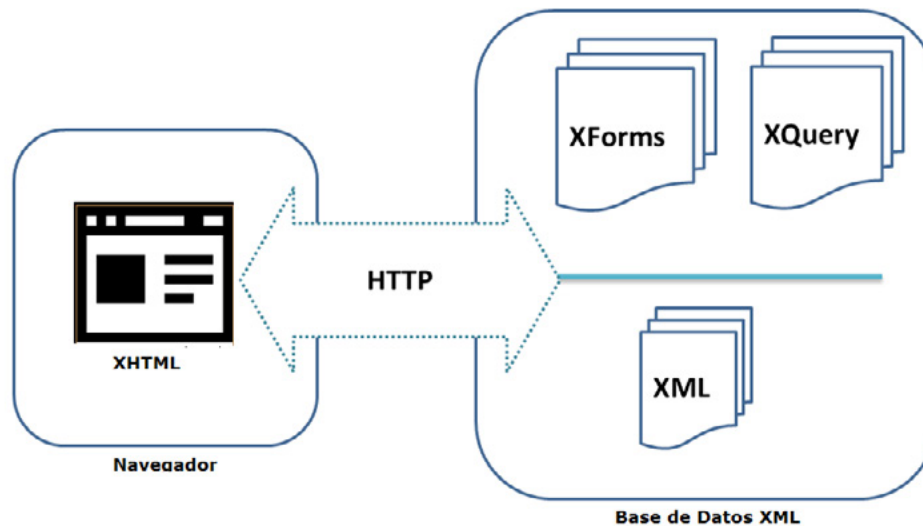 XHTML
Navegador
HTTP
XForms
XQuery
XML
Base de Datos XML